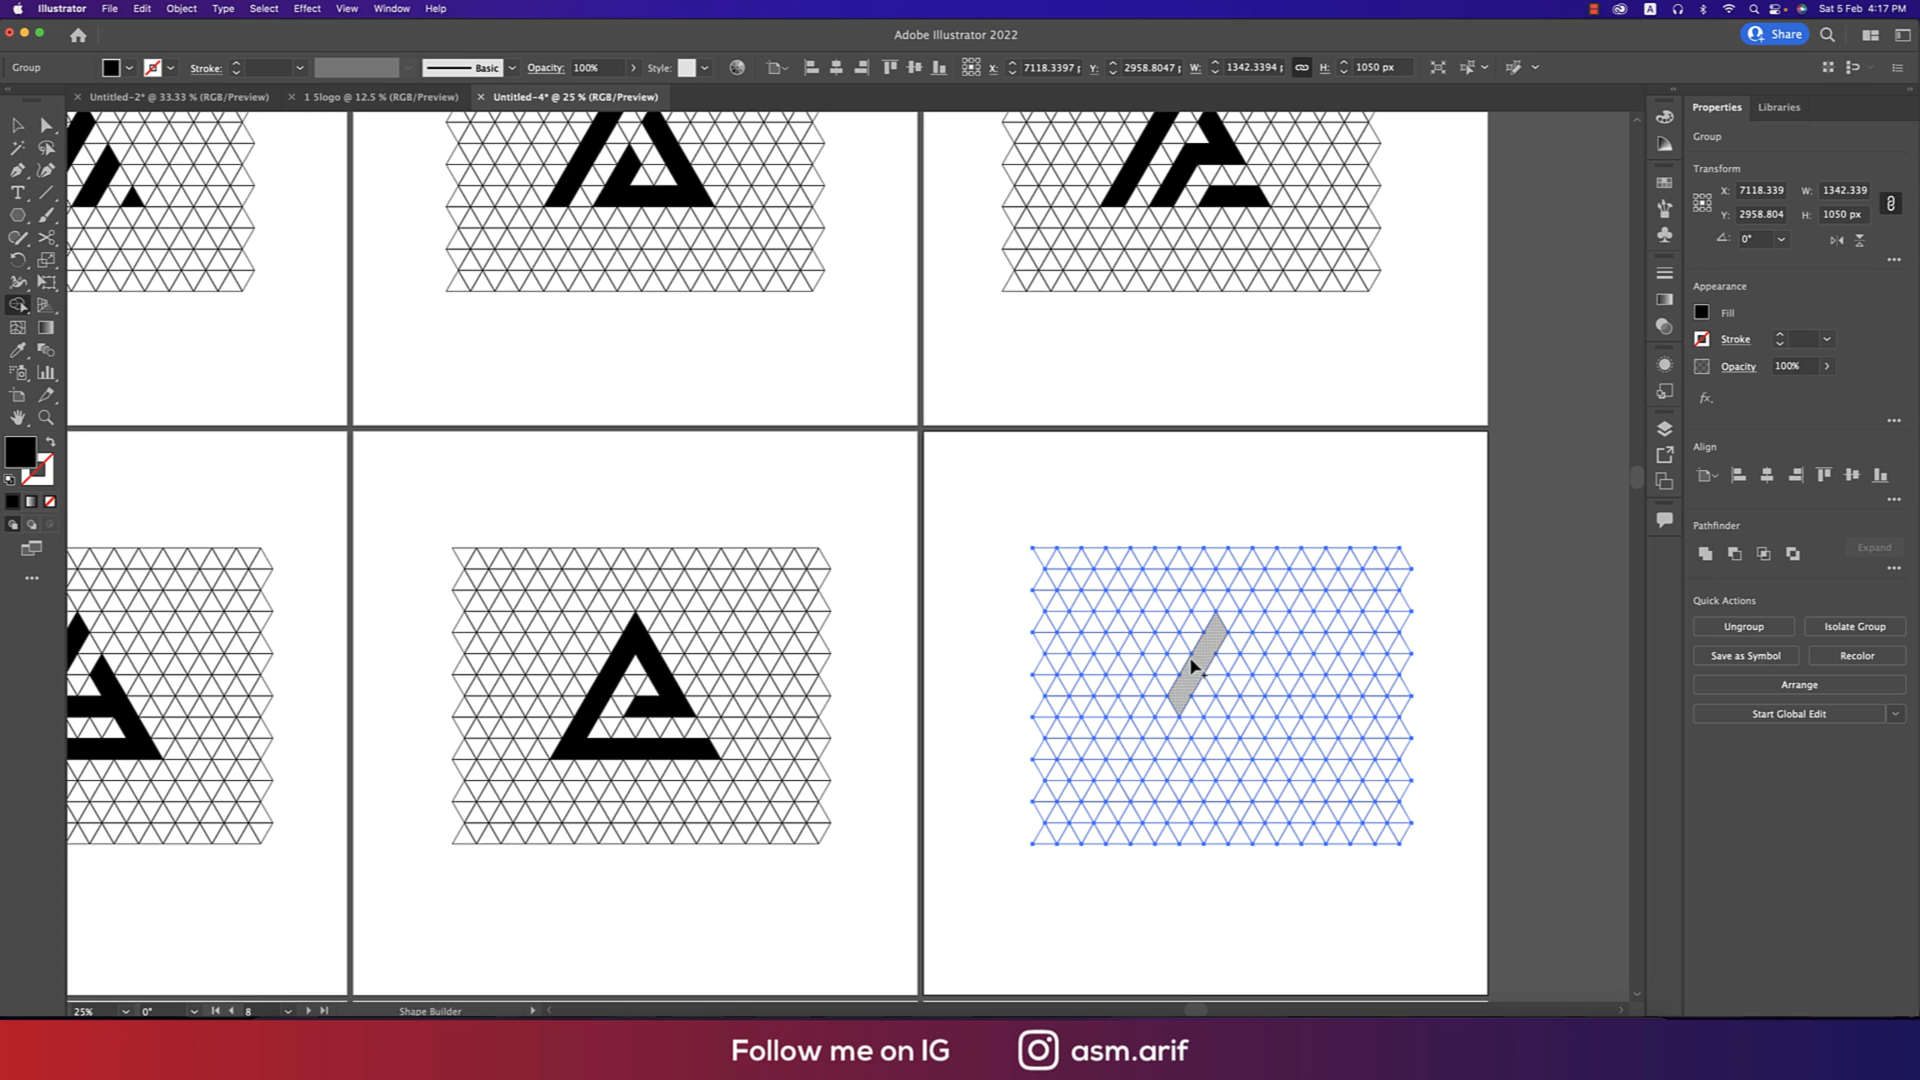 Illustrator File Edit Object Type Select Effect View Window Help
A
Sat 5 Feb 4:17 PM
Adobe Illustrator 2022
Share
Group
Stroke:
Basic
Opacity: 100%
Style:
X: 7118.3397 p
Y: 2958.8047 p
W: 1342.3394 p
H: 1050 px
Untitled-2* @ 33.33 % (RGB/Preview)
1 5logo @ 12.5 % (RGB/Preview)
Untitled-4* @ 25 % (RGB/Preview)
Properties
Libraries
Group
Transform
X: 7118.339
W: 1342.339
Y: 2958.804
H: 1050 px
0°
Appearance
Fill
Stroke
Opacity 100%
fx.
Align
Pathfinder
Expand
Quick Actions
Ungroup
Isolate Group
Save as Symbol
Recolor
Arrange
Start Global Edit
25%
0°
8
Shape Builder
Follow me on IG
asm.arif